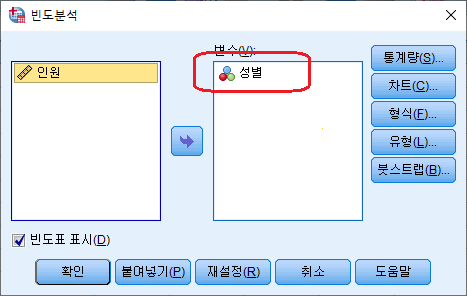 빈도분석
변수(V):
인원
성별
통계량(S)...
차트(C)...
형식(F)...
유형(L)...
붓스트랩(B)...
빈도표 표시(D)
확인
붙여넣기(P)
재설정(R)
취소
도움말